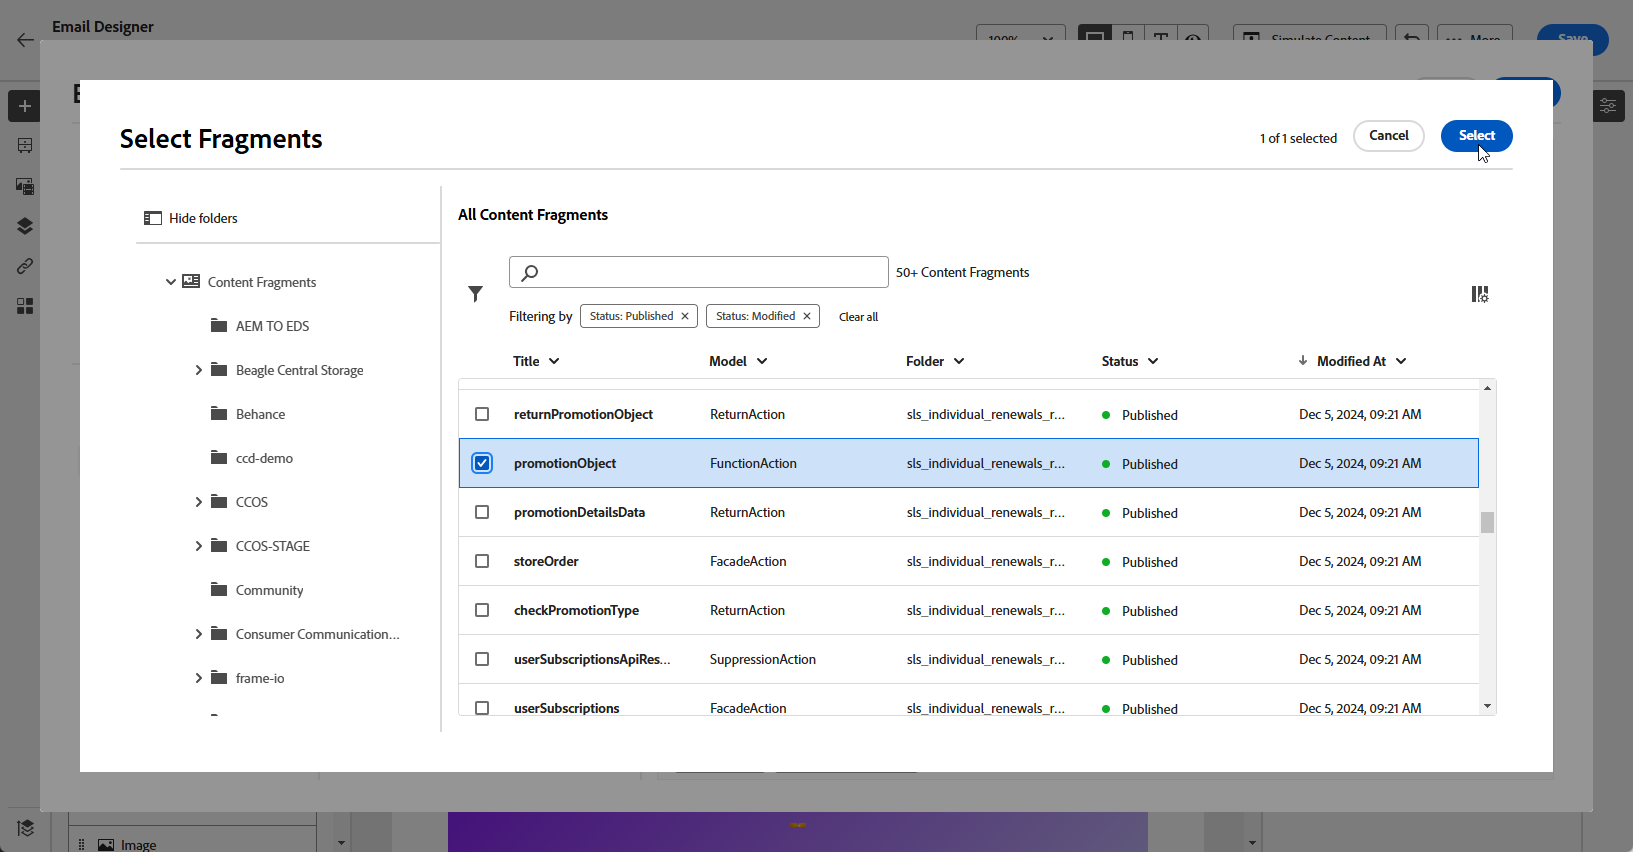 Email Designer
100%
Simulate Content
More
Save
Select Fragments
1 of 1 selected
Cancel
Select
Hide folders
All Content Fragments
50+ Content Fragments
Filtering by
Status: Published
Status: Modified
Clear all
Content Fragments
AEM TO EDS
Beagle Central Storage
Behance
ccd-demo
CCOS
CCOS-STAGE
Community
Consumer Communication...
frame-io
Title Model Folder Status Modified At
returnPromotionObject ReturnAction sls_individual_renewals_r... Published Dec 5, 2024, 09:21 AM
promotionObject FunctionAction sls_individual_renewals_r... Published Dec 5, 2024, 09:21 AM
promotionDetailsData ReturnAction sls_individual_renewals_r... Published Dec 5, 2024, 09:21 AM
storeOrder FacadeAction sls_individual_renewals_r... Published Dec 5, 2024, 09:21 AM
checkPromotionType ReturnAction sls_individual_renewals_r... Published Dec 5, 2024, 09:21 AM
userSubscriptionsApiRes... SuppressionAction sls_individual_renewals_r... Published Dec 5, 2024, 09:21 AM
userSubscriptions FacadeAction sls_individual_renewals_r... Published Dec 5, 2024, 09:21 AM
Image